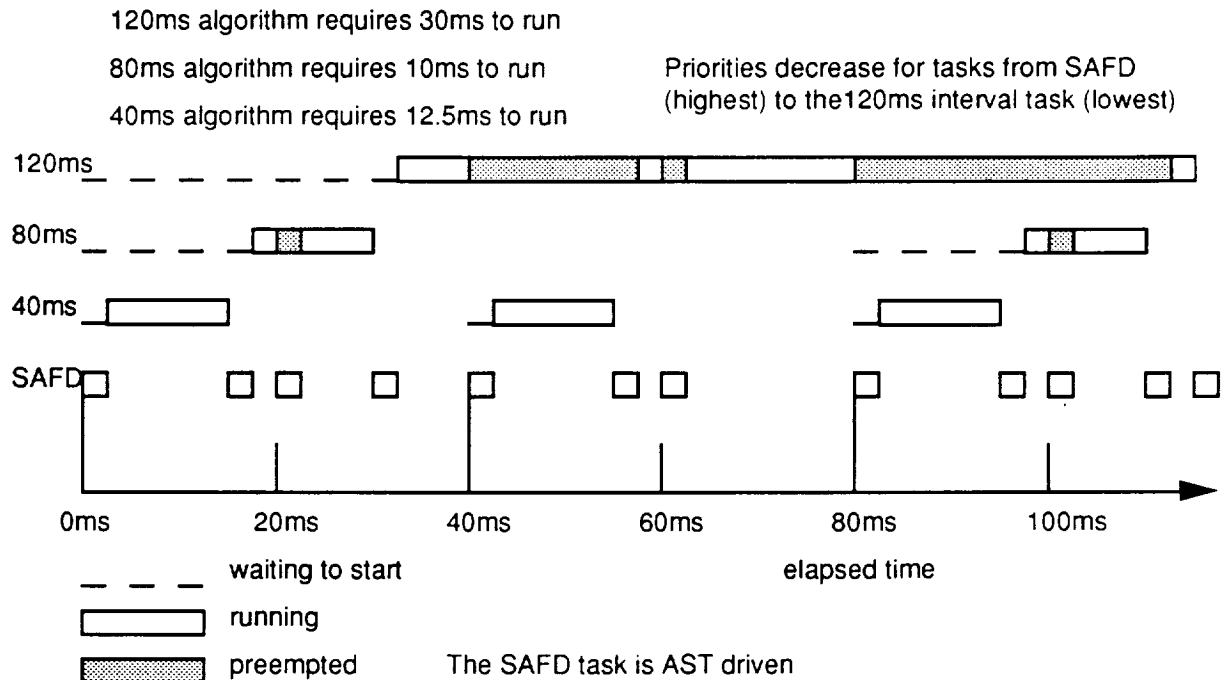 120ms algorithm requires 30ms to run
80ms algorithm requires 10ms to run
40ms algorithm requires 12.5ms to run
Priorities decrease for tasks from SAFD
(highest) to the120ms interval task (lowest)
120ms
80ms
40ms
SAFD
0ms
20ms
40ms
60ms
80ms
100ms
waiting to start
elapsed time
running
preempted
The SAFD task is AST driven